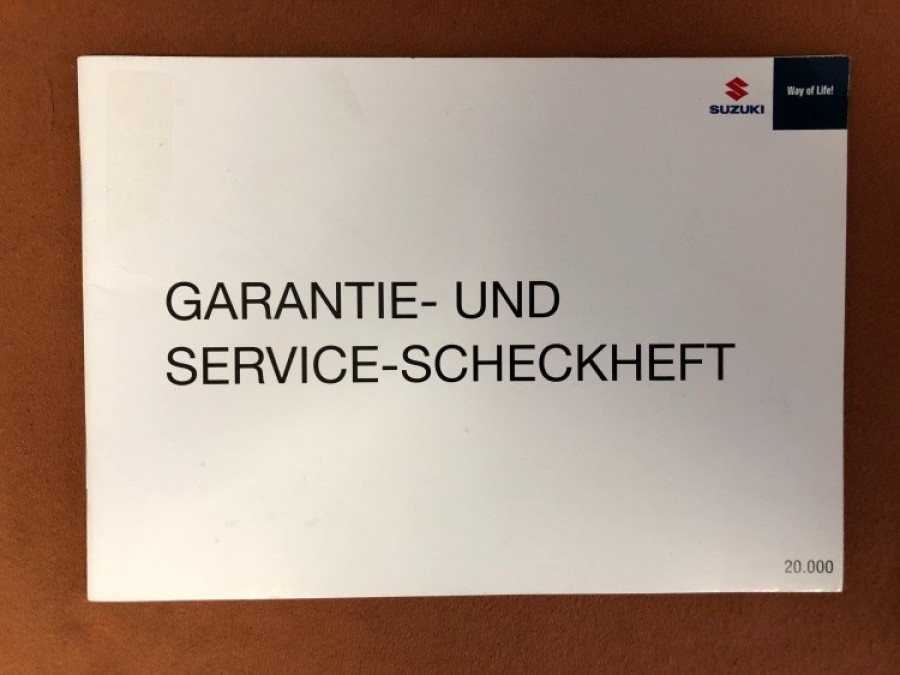 SUZUKI
Way of Life!
GARANTIE- UND
SERVICE-SCHECKHEFT
20.000